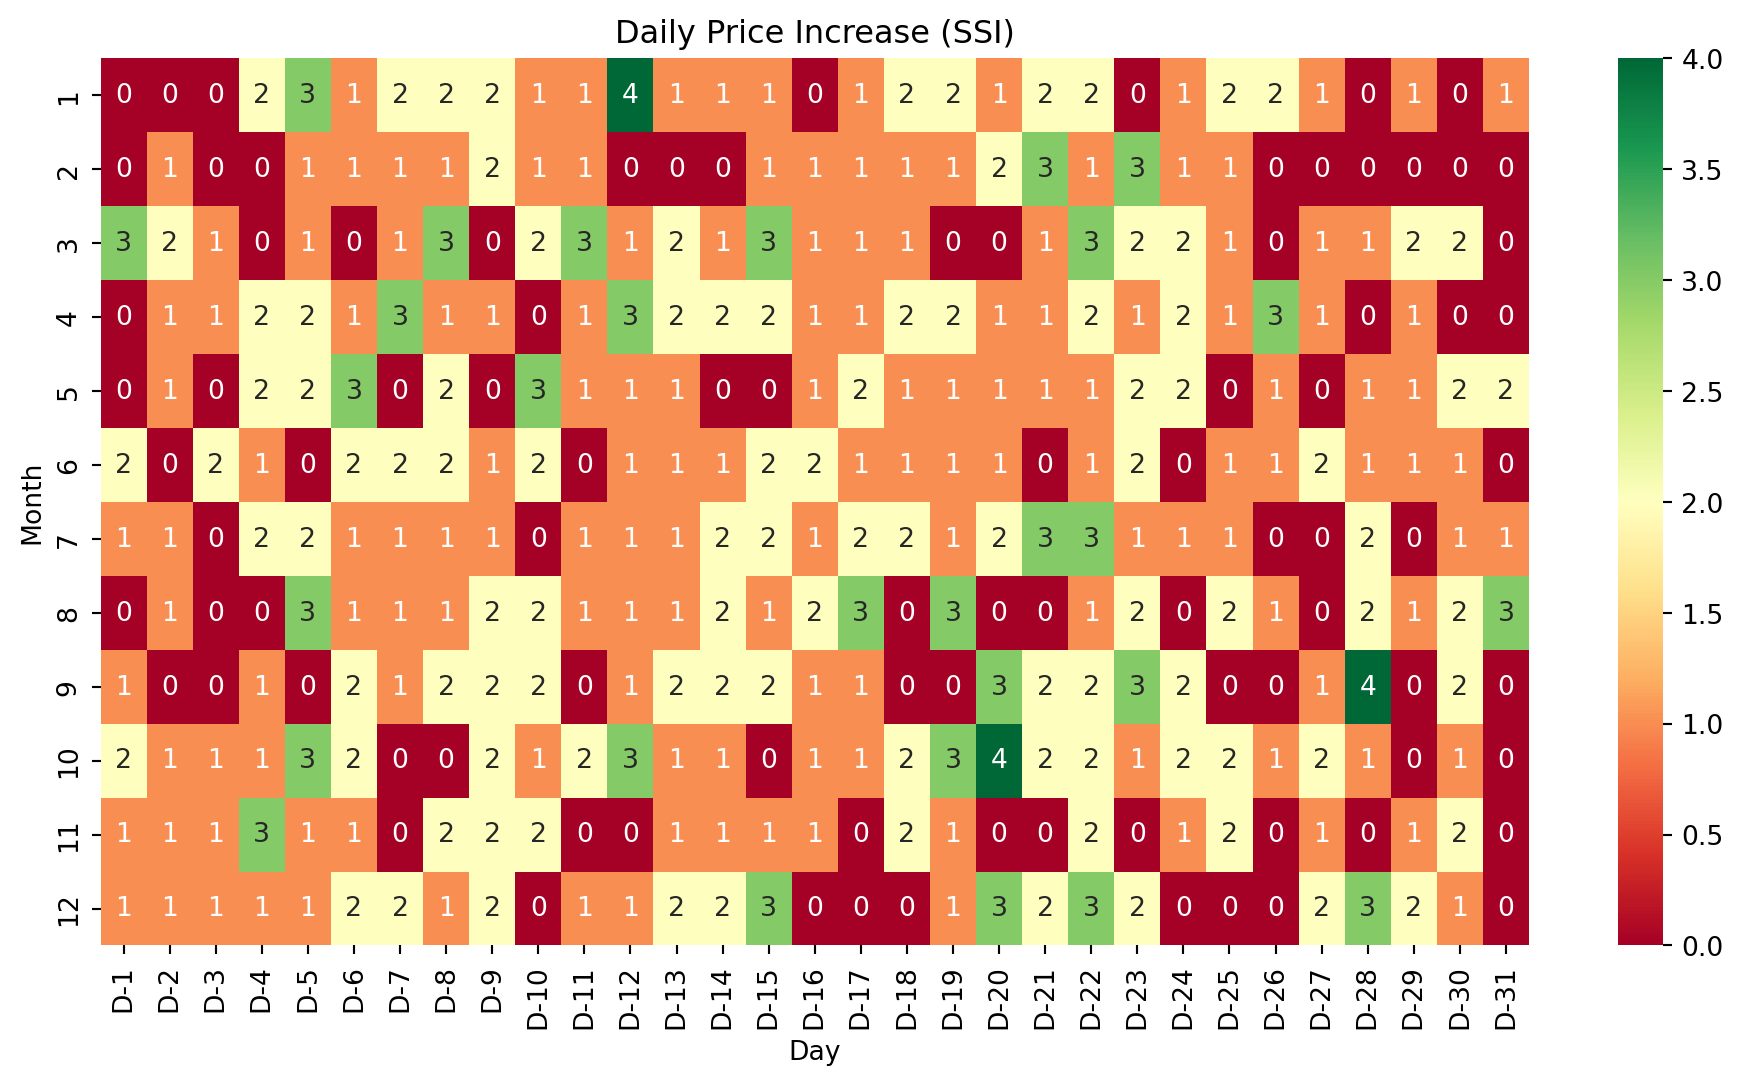 Daily Price Increase (SSI)
1 0 0 0 2 3 1 2 2 2 1 1 4 1 1 1 0 1 2 2 1 2 2 0 1 2 2 1 0 1 0 1
2 0 1 0 0 1 1 1 1 2 1 1 0 0 0 1 1 1 1 1 2 3 1 3 1 1 0 0 0 0 0 0
3 3 2 1 0 1 0 1 3 0 2 3 1 2 1 3 1 1 1 0 0 1 3 2 2 1 0 1 1 2 2 0
4 0 1 1 2 2 1 3 1 1 0 1 3 2 2 2 1 1 2 2 1 1 2 1 2 1 3 1 0 1 0 0
5 0 1 0 2 2 3 0 2 0 3 1 1 1 0 0 1 2 1 1 1 1 1 2 2 0 1 0 1 1 2 2
6 2 0 2 1 0 2 2 2 1 2 0 1 1 1 2 2 1 1 1 1 0 1 2 0 1 1 2 1 1 1 0
7 1 1 0 2 2 1 1 1 1 0 1 1 1 2 2 1 2 2 1 2 3 3 1 1 1 0 0 2 0 1 1
8 0 1 0 0 3 1 1 1 2 2 1 1 1 2 1 2 3 0 3 0 0 1 2 0 2 1 0 2 1 2 3
9 1 0 0 1 0 2 1 2 2 2 0 1 2 2 2 1 1 0 0 3 2 2 3 2 0 0 1 4 0 2 0
10 2 1 1 1 3 2 0 0 2 1 2 3 1 1 0 1 1 2 3 4 2 2 1 2 2 1 2 1 0 1 0
11 1 1 1 3 1 1 0 2 2 2 0 0 1 1 1 1 0 2 1 0 0 2 0 1 2 0 1 0 1 2 0
12 1 1 1 1 1 2 2 1 2 0 1 1 2 2 3 0 0 0 1 3 2 3 2 0 0 0 2 3 2 1 0
Month
D-1 D-2 D-3 D-4 D-5 D-6 D-7 D-8 D-9 D-10 D-11 D-12 D-13 D-14 D-15 D-16 D-17 D-18 D-19 D-20 D-21 D-22 D-23 D-24 D-25 D-26 D-27 D-28 D-29 D-30 D-31
Day
4.0
3.5
3.0
2.5
2.0
1.5
1.0
0.5
0.0